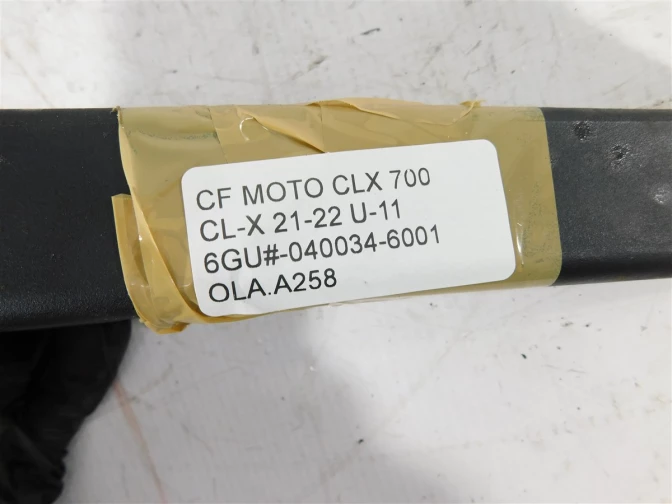 CF MOTO CLX 700
CL-X 21-22 U-11
6GU#-040034-6001
OLA.A258